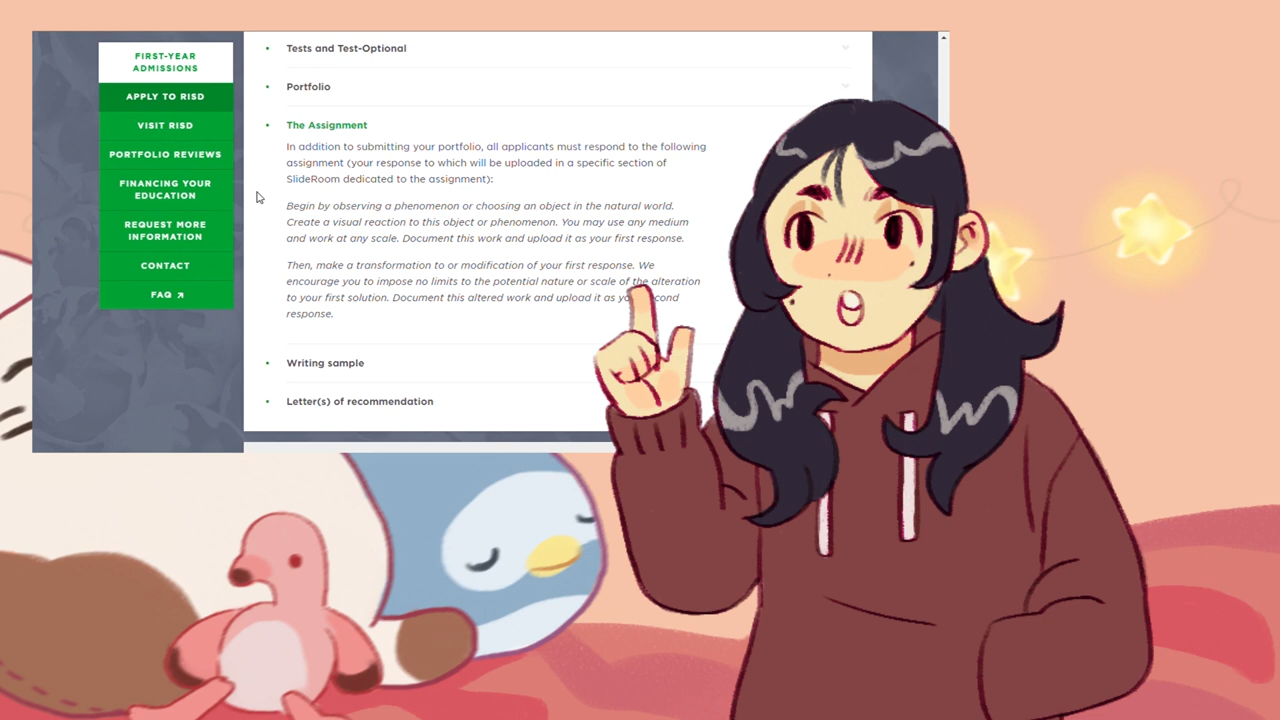 FIRST-YEAR
ADMISSIONS
APPLY TO RISD
VISIT RISD
PORTFOLIO REVIEWS
FINANCING YOUR
EDUCATION
REQUEST MORE
INFORMATION
CONTACT
FAQ
Tests and Test-Optional
Portfolio
The Assignment
In addition to submitting your portfolio, all applicants must respond to the following
assignment (your response to which will be uploaded in a specific section of
SlideRoom dedicated to the assignment):
Begin by observing a phenomenon or choosing an object in the natural world.
Create a visual reaction to this object or phenomenon. You may use any medium
and work at any scale. Document this work and upload it as your first response.
Then, make a transformation to or modification of your first response. We
encourage you to impose no limits to the potential nature or scale of the alteration
to your first solution. Document this altered work and upload it as
response.
Writing sample
Letter(s) of recommendation